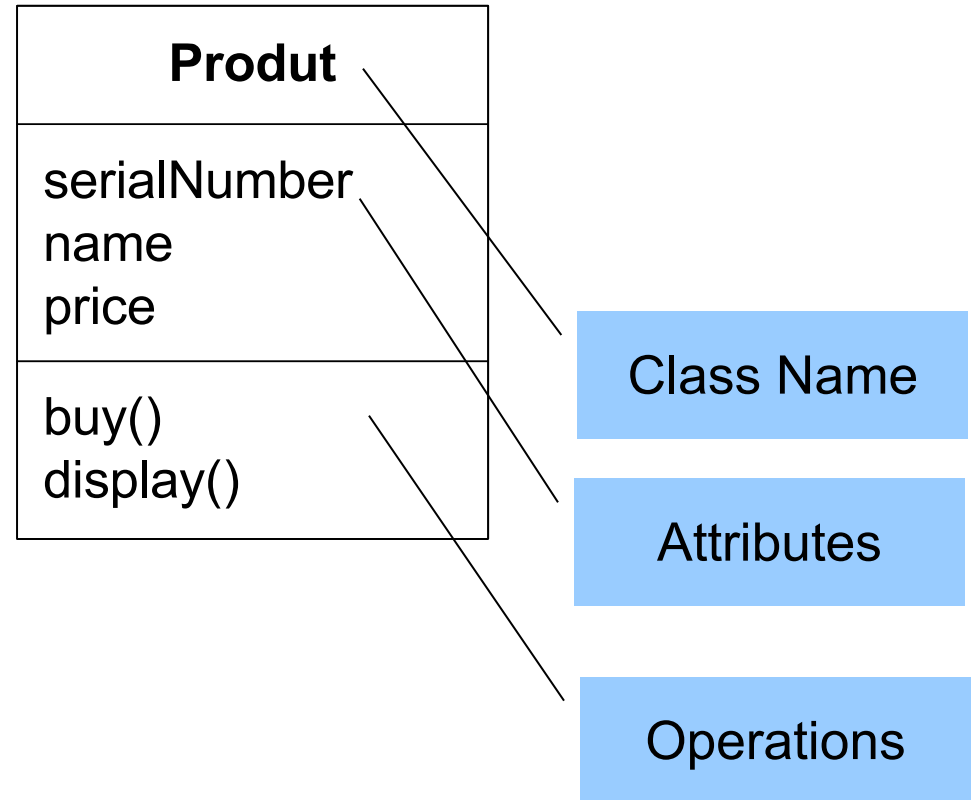 Produt
serialNumber
name
price
buy()
display()
Class Name
Attributes
Operations